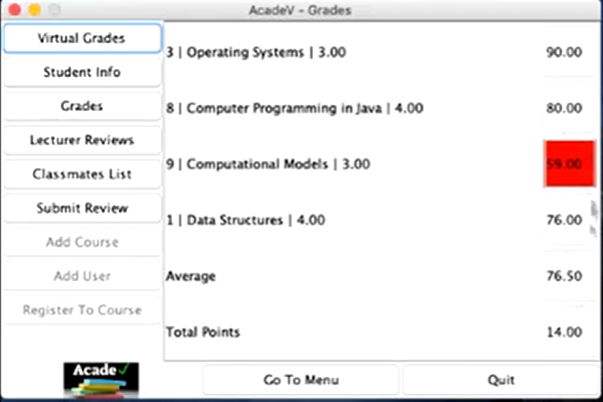 AcadeV - Grades
Virtual Grades
Student Info
Grades
Lecturer Reviews
Classmates List
Submit Review
Add Course
Add User
Register To Course
3 | Operating Systems | 3.00 90.00
8 | Computer Programming in Java | 4.00 80.00
9 | Computational Models | 3.00 59.00
1 | Data Structures | 4.00 76.00
Average 76.50
Total Points 14.00
Acade✓
Go To Menu
Quit